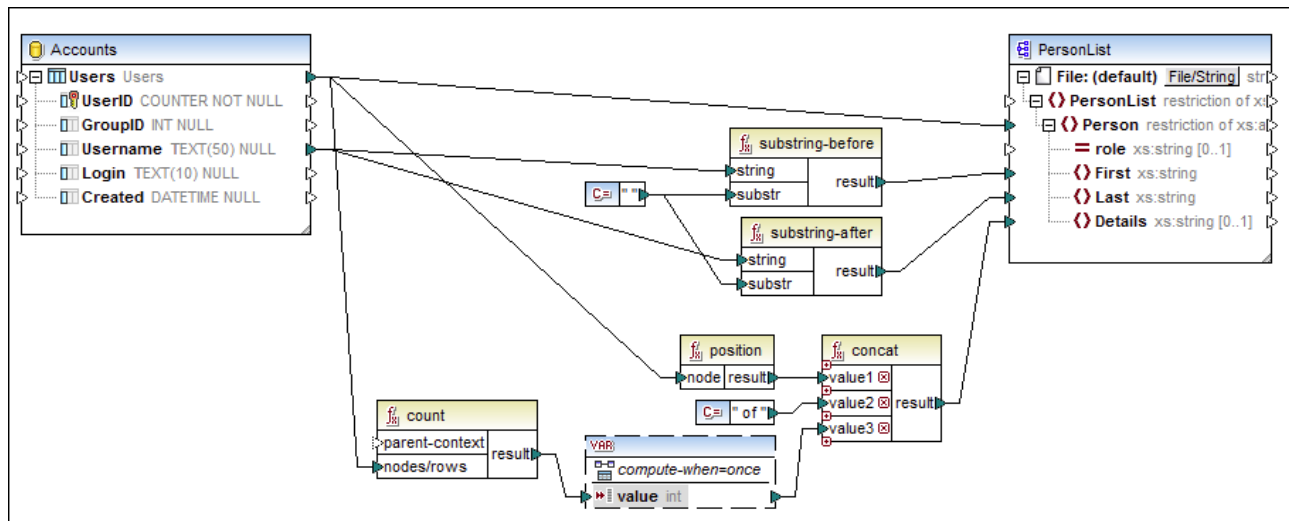 Accounts
Users Users
UserID COUNTER NOT NULL
GroupID INT NULL
Username TEXT(50) NULL
Login TEXT(10) NULL
Created DATETIME NULL
substring-before
string
substr
result
C= " "
substring-after
string
substr
result
position
node result
C= " of "
concat
value1
value2
value3
result
count
parent-context
nodes/rows
result
VAR
compute-when=once
value int
PersonList
File: (default) File/String str
PersonList restriction of xs
Person restriction of xs:a
role xs:string [0..1]
First xs:string
Last xs:string
Details xs:string [0..1]